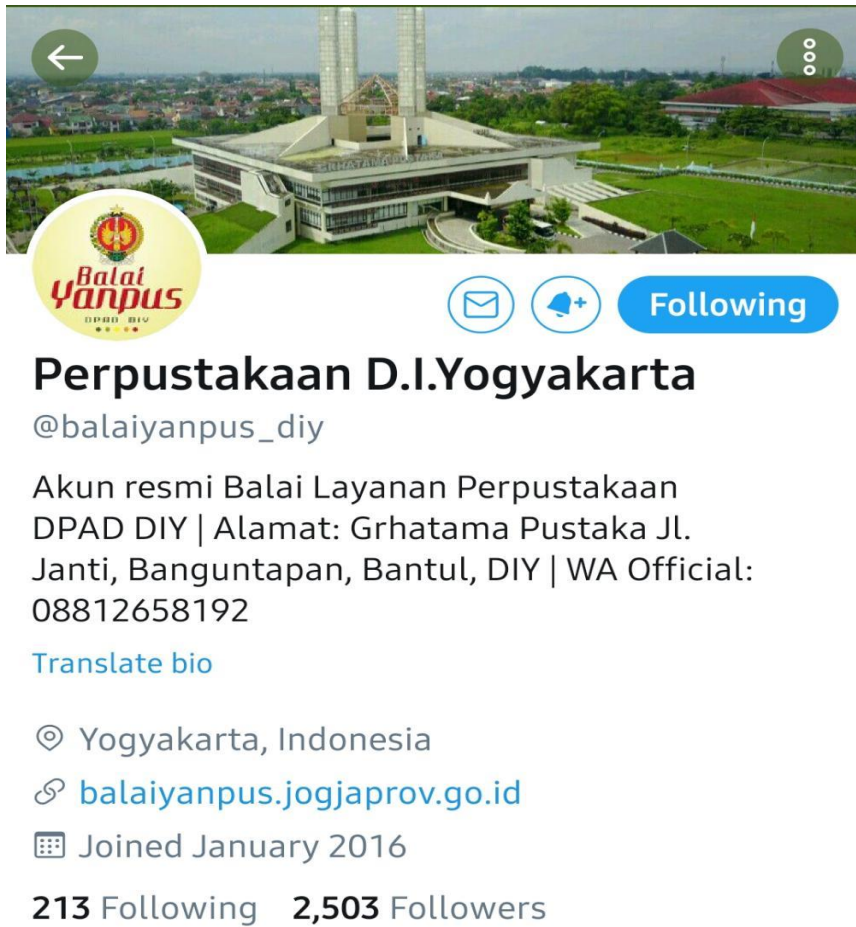 GRHATAMA PUSTAKA
Balai
Yanpus
DPAD DIY
Following
Perpustakaan D.I.Yogyakarta
@balaiyanpus_diy
Akun resmi Balai Layanan Perpustakaan
DPAD DIY | Alamat: Grhatama Pustaka Jl.
Janti, Banguntapan, Bantul, DIY | WA Official:
08812658192
Translate bio
Yogyakarta, Indonesia
balaiyanpus.jogjaprov.go.id
Joined January 2016
213 Following 2,503 Followers